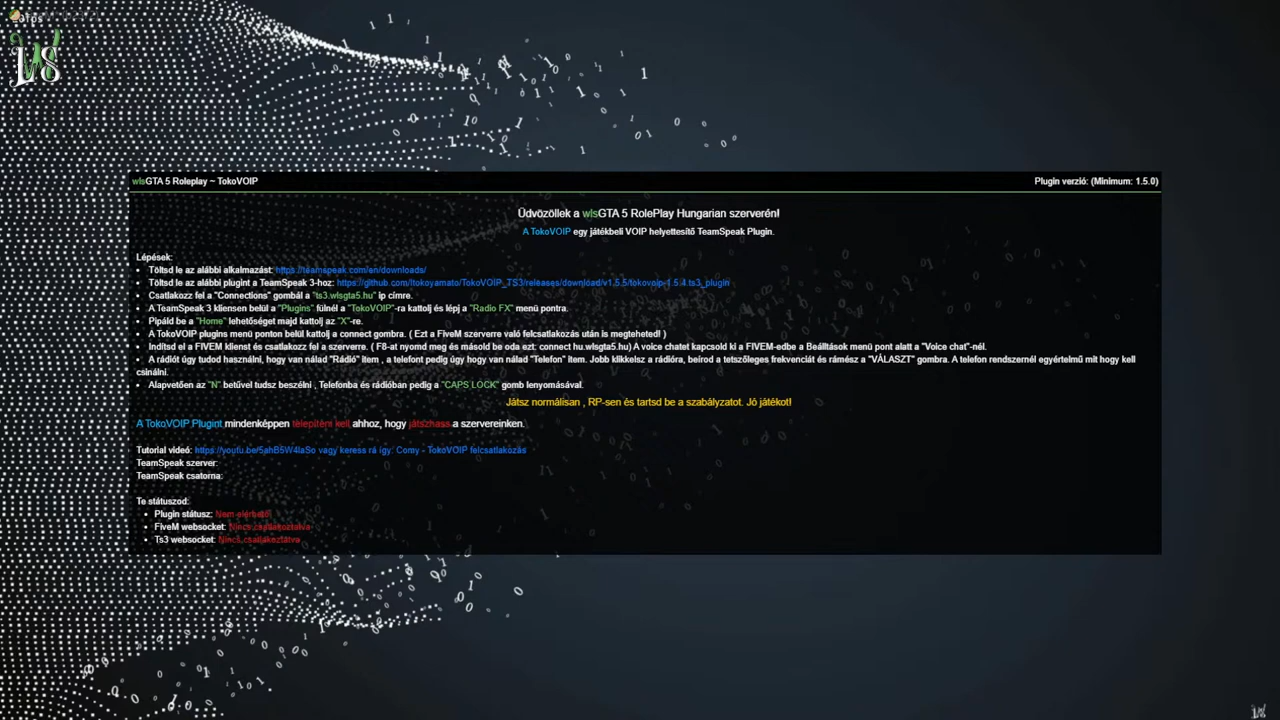 wlsGTA 5 Roleplay ~ TokoVOIP
Plugin verzió: (Minimum: 1.5.0)
Üdvözöllek a wlsGTA 5 RolePlay Hungarian szerverén!
A TokoVOIP egy játékbeli VOIP helyettesítő TeamSpeak Plugin.
Lépések:
Töltsd le az alábbi alkalmazást: https://teamspeak.com/en/downloads/
Töltsd le az alábbi plugint a TeamSpeak 3-hoz: https://github.com/Itokoyamato/TokoVOIP_TS3/releases/download/v1.5.5/tokovoip-1.5.4.ts3_plugin
Csatlakozz fel a "Connections" gombál a "ts3.wlsgta5.hu" ip címre.
A TeamSpeak 3 kliensen belül a "Plugins" fülnél a "TokoVOIP"-ra kattolj és lépj a "Radio FX" menü pontra.
Pipáld be a "Home" lehetőséget majd kattolj az "X"-re.
A TokoVOIP plugins menü ponton belül kattolj a connect gombra. ( Ezt a FiveM szerverre való felcsatlakozás után is megteheted! )
Indítsd el a FIVEM klienst és csatlakozz fel a szerverre. ( F8-at nyomd meg és másold be oda ezt: connect hu.wlsgta5.hu) A voice chatet kapcsold ki a FIVEM-edbe a Beálltások menü pont alatt a "Voice chat"-nél.
A rádiót úgy tudod használni, hogy van nálad "Rádió" item , a telefont pedig úgy hogy van nálad "Telefon" item. Jobb klikkelsz a rádióra, beírod a tetszőleges frekvenciát és rámész a "VÁLASZT" gombra. A telefon rendszernél egyértelmű mit hogy kell
csinálni.
Alapvetően az "N" betűvel tudsz beszélni , Telefonba és rádióban pedig a "CAPS LOCK" gomb lenyomásával.
Játsz normálisan , RP-sen és tartsd be a szabályzatot. Jó játékot!
A TokoVOIP Plugint mindenképpen telepíteni kell ahhoz, hogy játszhass a szervereinken.
Tutorial videó: https://youtu.be/5ahB5W4laSo vagy keress rá így: Comy - TokoVOIP felcsatlakozás
TeamSpeak szerver:
TeamSpeak csatorna:
Te státuszod:
Plugin státusz: Nem elérhető
FiveM websocket: Nincs csatlakoztatva
Ts3 websocket: Nincs csatlakoztatva